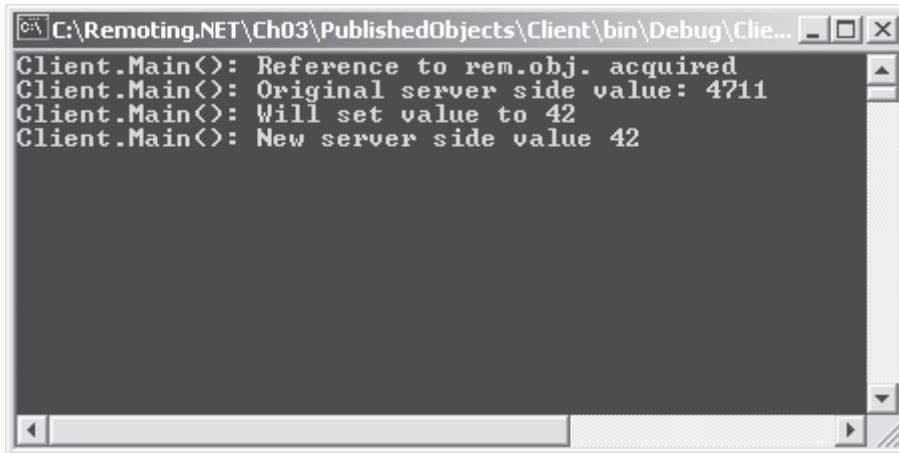 C:\Remoting.NET\Ch03\PublishedObjects\Client\bin\Debug\Clie...
Client.Main(): Reference to rem.obj. acquired
Client.Main(): Original server side value: 4711
Client.Main(): Will set value to 42
Client.Main(): New server side value 42